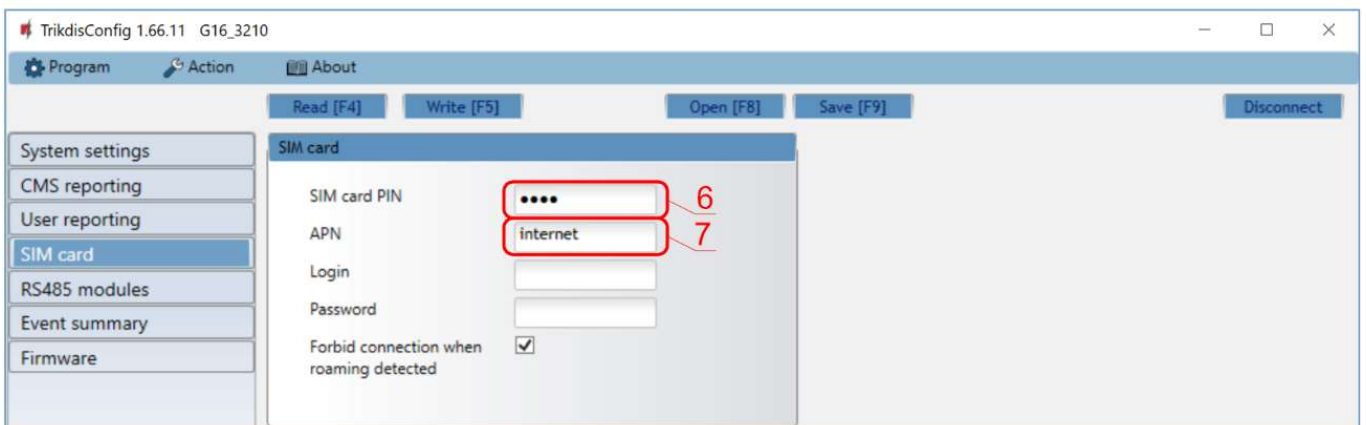 TrikdisConfig 1.66.11 G16_3210
Program Action About
Read [F4] Write [F5] Open [F8] Save [F9] Disconnect
System settings
CMS reporting
User reporting
SIM card
RS485 modules
Event summary
Firmware
SIM card
SIM card PIN •••• 6
APN internet 7
Login
Password
Forbid connection when
roaming detected